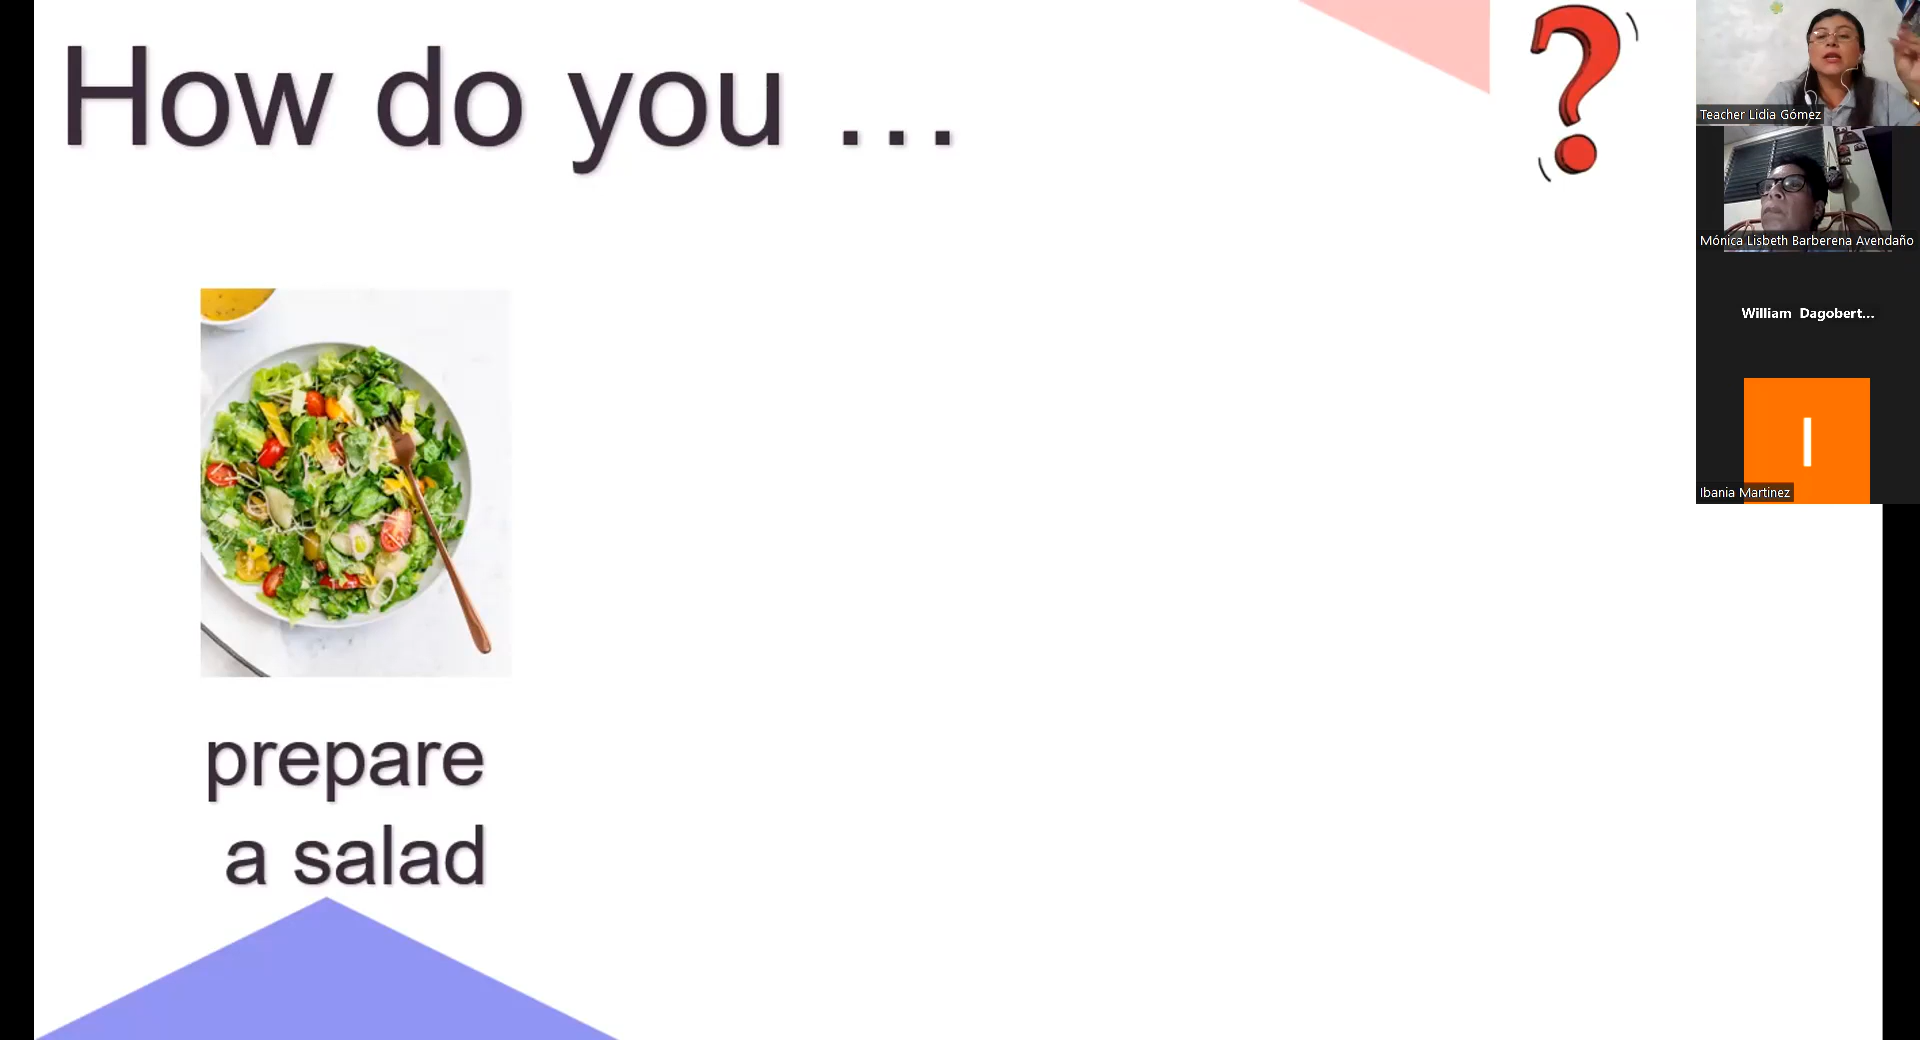 How do you ...
?
prepare
a salad
Teacher Lidia Gómez
Mónica Lisbeth Barberena Avendaño
William Dagobert...
I
Ibania Martinez